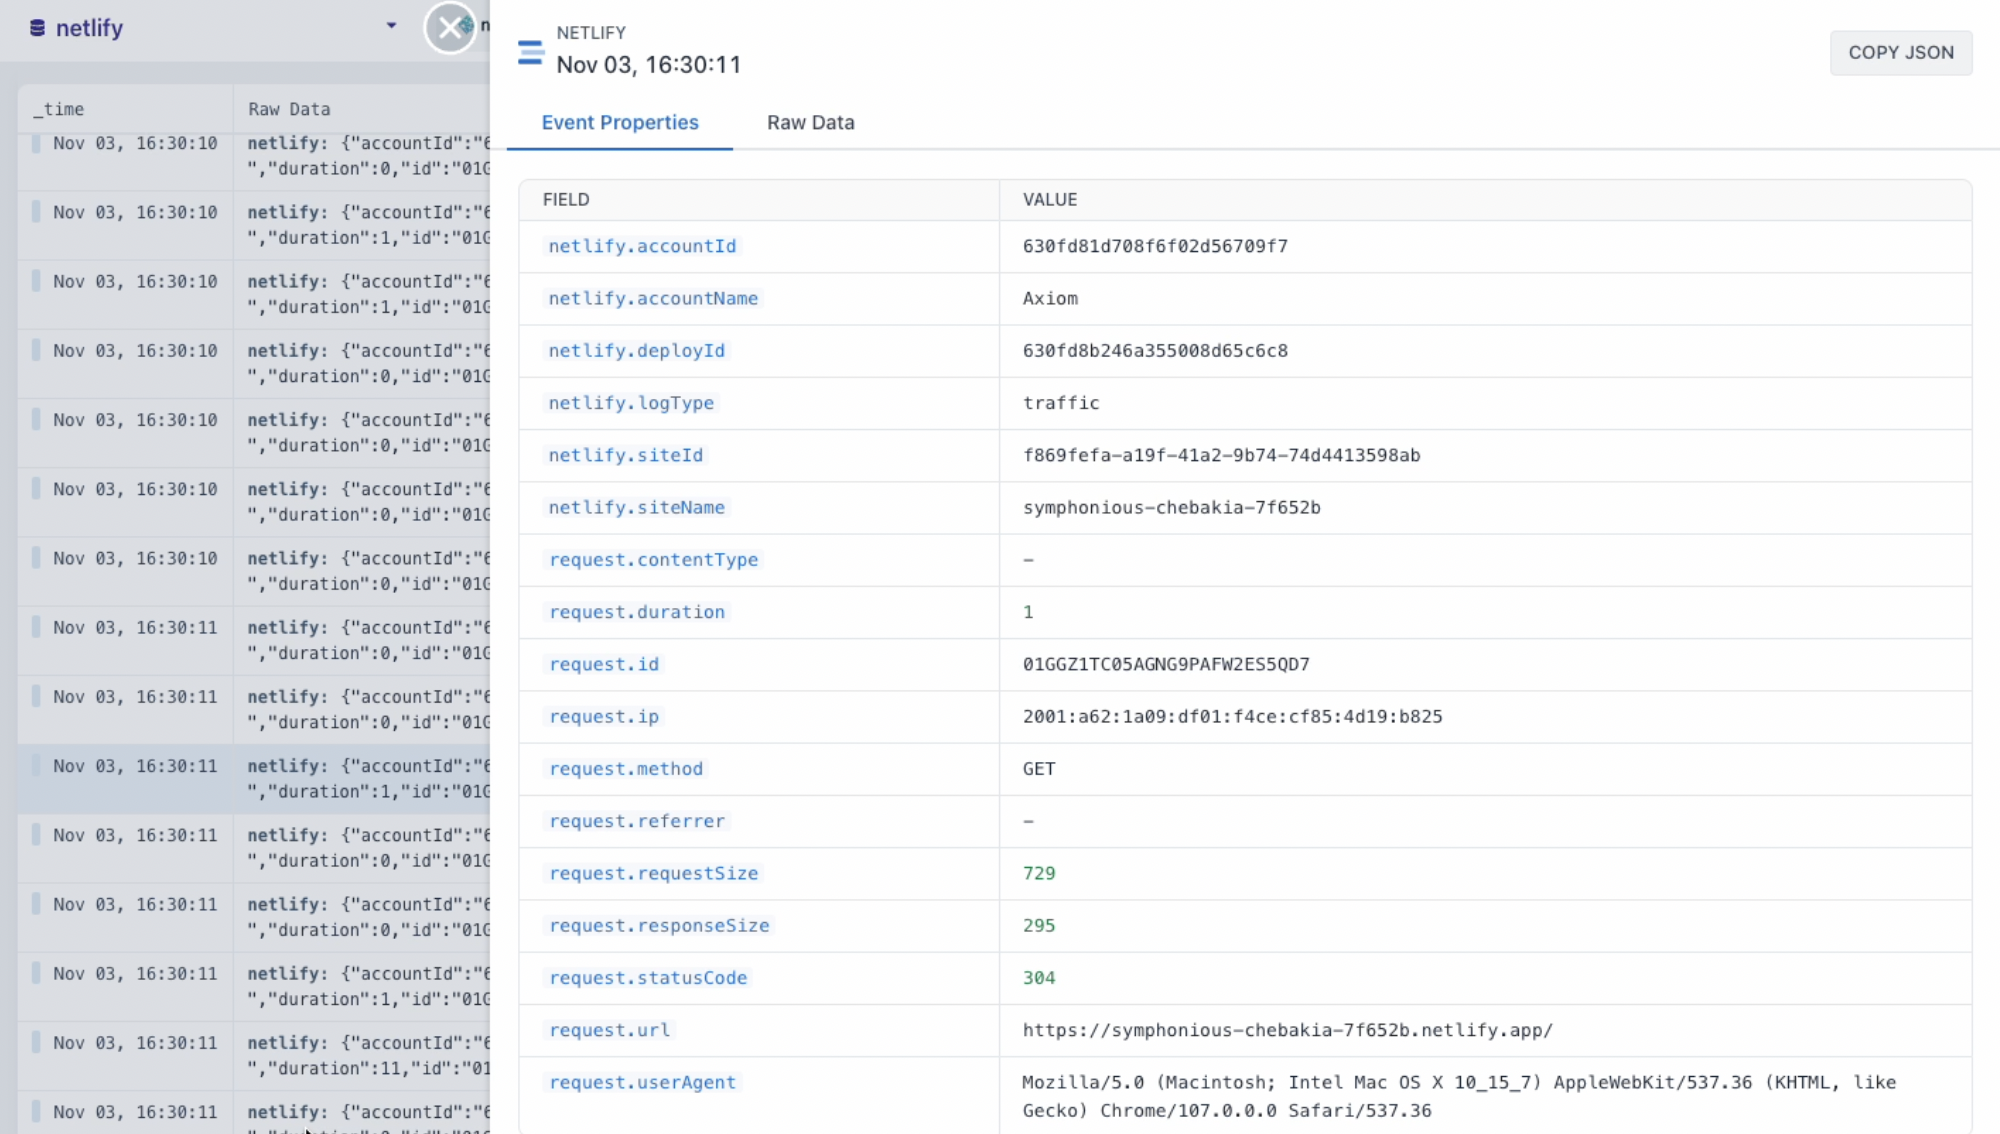 netlify
n
_time
Raw Data
Nov 03, 16:30:10
netlify: {"accountId":"6
","duration":0,"id":"01G
Nov 03, 16:30:10
netlify: {"accountId":"6
","duration":1,"id":"01G
Nov 03, 16:30:10
netlify: {"accountId":"6
","duration":1,"id":"01G
Nov 03, 16:30:10
netlify: {"accountId":"6
","duration":0,"id":"01G
Nov 03, 16:30:10
netlify: {"accountId":"6
","duration":0,"id":"01G
Nov 03, 16:30:10
netlify: {"accountId":"6
","duration":0,"id":"01G
Nov 03, 16:30:10
netlify: {"accountId":"6
","duration":0,"id":"01G
Nov 03, 16:30:11
netlify: {"accountId":"6
","duration":0,"id":"01G
Nov 03, 16:30:11
netlify: {"accountId":"6
","duration":0,"id":"01G
Nov 03, 16:30:11
netlify: {"accountId":"6
","duration":1,"id":"01G
Nov 03, 16:30:11
netlify: {"accountId":"6
","duration":0,"id":"01G
Nov 03, 16:30:11
netlify: {"accountId":"6
","duration":0,"id":"01G
Nov 03, 16:30:11
netlify: {"accountId":"6
","duration":1,"id":"01G
Nov 03, 16:30:11
netlify: {"accountId":"6
","duration":11,"id":"01
Nov 03, 16:30:11
netlify: {"accountId":"6
NETLIFY
Nov 03, 16:30:11
COPY JSON
Event Properties
Raw Data
FIELD VALUE
netlify.accountId 630fd81d708f6f02d56709f7
netlify.accountName Axiom
netlify.deployId 630fd8b246a355008d65c6c8
netlify.logType traffic
netlify.siteId f869fefa-a19f-41a2-9b74-74d4413598ab
netlify.siteName symphonious-chebakia-7f652b
request.contentType –
request.duration 1
request.id 01GGZ1TC05AGNG9PAFW2ES5QD7
request.ip 2001:a62:1a09:df01:f4ce:cf85:4d19:b825
request.method GET
request.referrer –
request.requestSize 729
request.responseSize 295
request.statusCode 304
request.url https://symphonious-chebakia-7f652b.netlify.app/
request.userAgent Mozilla/5.0 (Macintosh; Intel Mac OS X 10_15_7) AppleWebKit/537.36 (KHTML, like
Gecko) Chrome/107.0.0.0 Safari/537.36